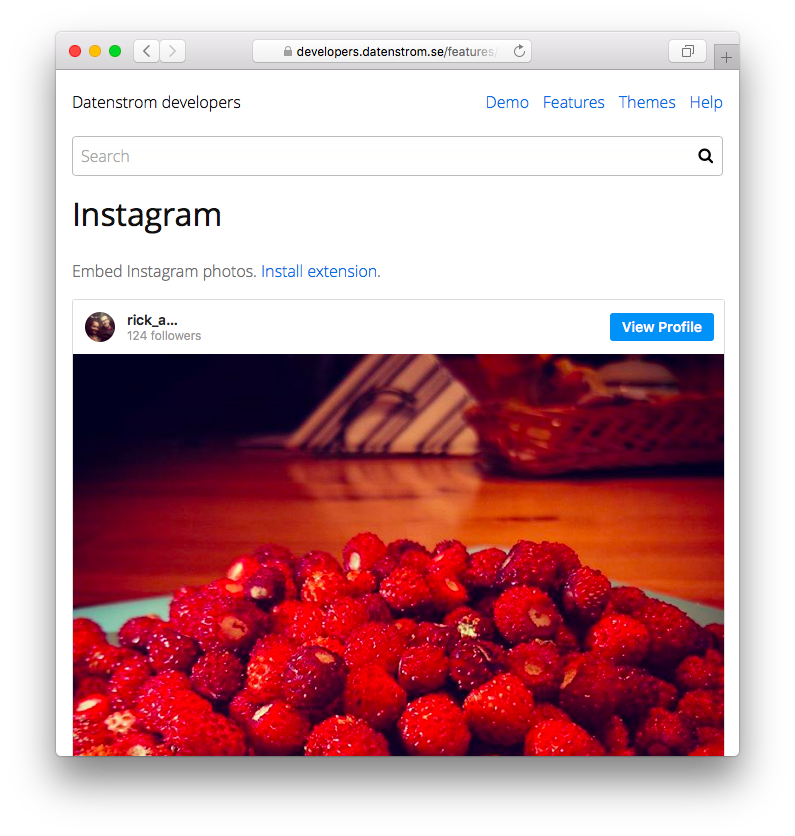 developers.datenstrom.se/features/
Datenstrom developers
Demo Features Themes Help
Search
Instagram
Embed Instagram photos. Install extension.
rick_a...
124 followers
View Profile